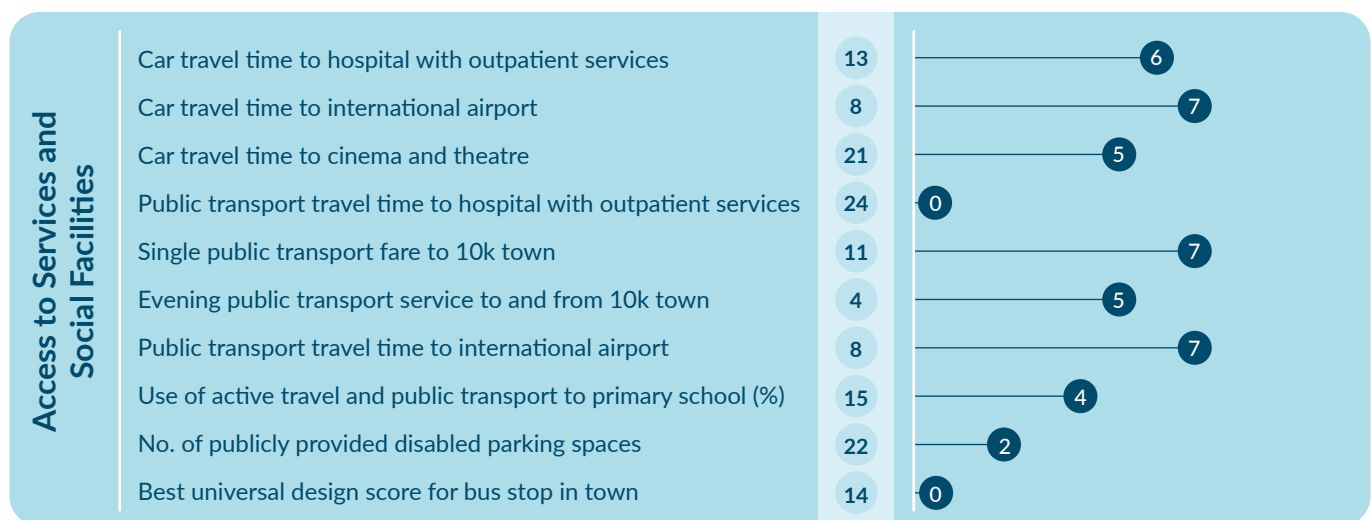 Access to Services and
Social Facilities
Car travel time to hospital with outpatient services 13 6
Car travel time to international airport 8 7
Car travel time to cinema and theatre 21 5
Public transport travel time to hospital with outpatient services 24 0
Single public transport fare to 10k town 11 7
Evening public transport service to and from 10k town 4 5
Public transport travel time to international airport 8 7
Use of active travel and public transport to primary school (%) 15 4
No. of publicly provided disabled parking spaces 22 2
Best universal design score for bus stop in town 14 0